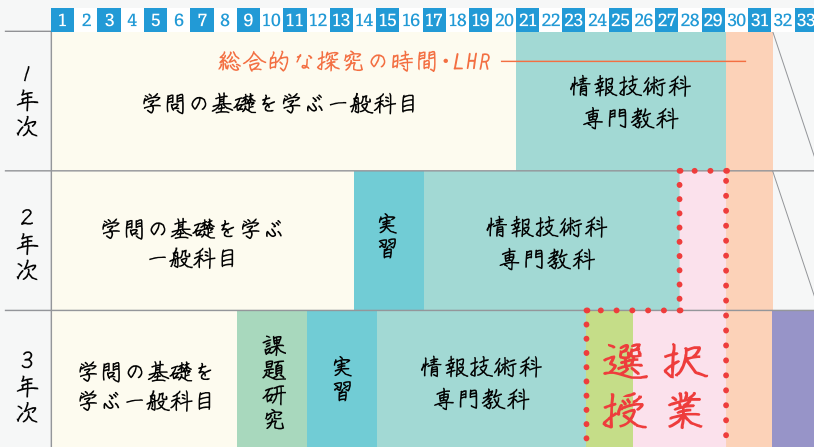 1 2 3 4 5 6 7 8 9 10 11 12 13 14 15 16 17 18 19 20 21 22 23 24 25 26 27 28 29 30 31 32 33
総合的な探究の時間・LHR
1年次
学問の基礎を学ぶ一般科目
情報技術科
専門教科
2年次
学問の基礎を学ぶ
一般科目
実習
情報技術科
専門教科
3年次
学問の基礎を
学ぶ一般科目
課題研究
実習
情報技術科
専門教科
選択
授業